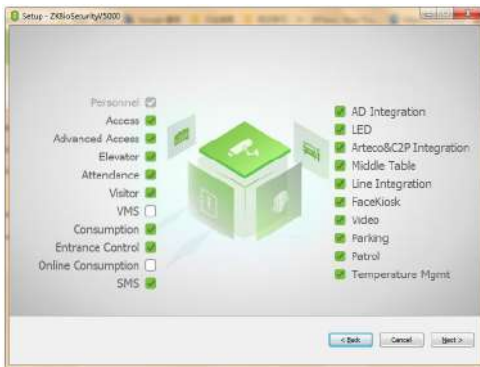 Setup - ZKBioSecurityV5000
Personnel
Access
Advanced Access
Elevator
Attendance
Visitor
VMS
Consumption
Entrance Control
Online Consumption
SMS
AD Integration
LED
Arteco&C2P Integration
Middle Table
Line Integration
FaceKiosk
Video
Parking
Patrol
Temperature Mgmt
< Back
Cancel
Next >